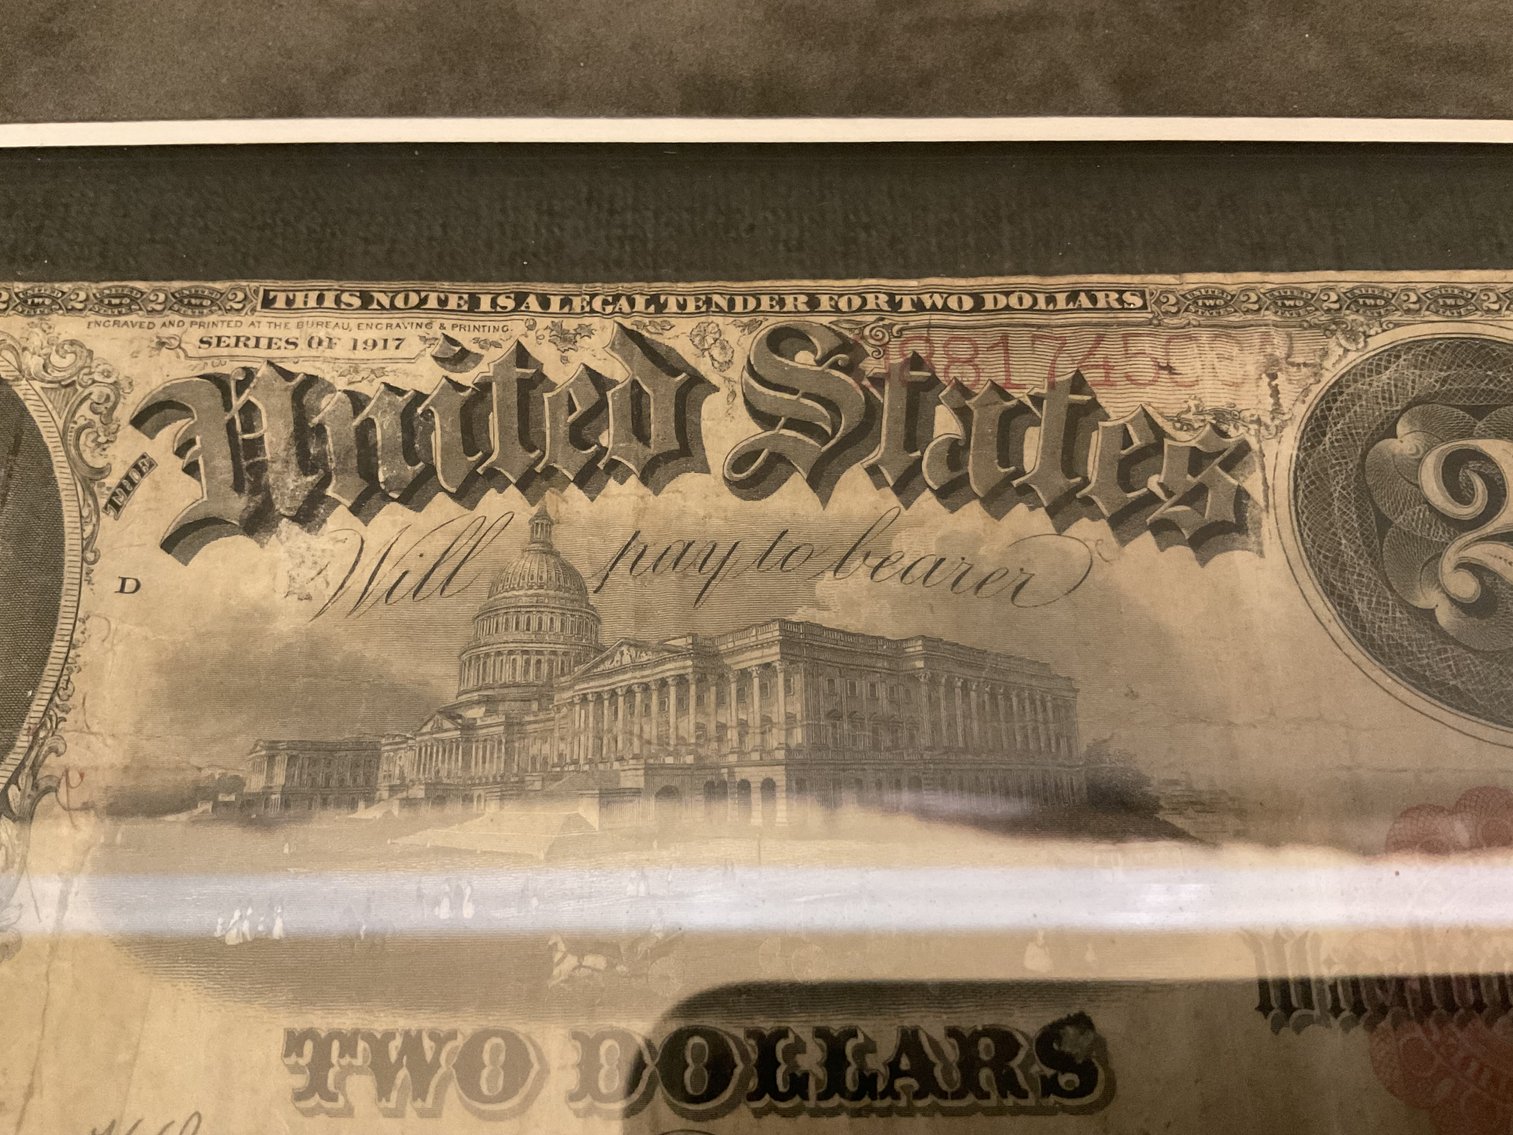 THIS NOTE IS A LEGAL TENDER FOR TWO DOLLARS
ENGRAVED AND PRINTED AT THE BUREAU, ENGRAVING & PRINTING.
SERIES OF 1917
THE United States
D
Will pay to bearer
2
TWO DOLLARS